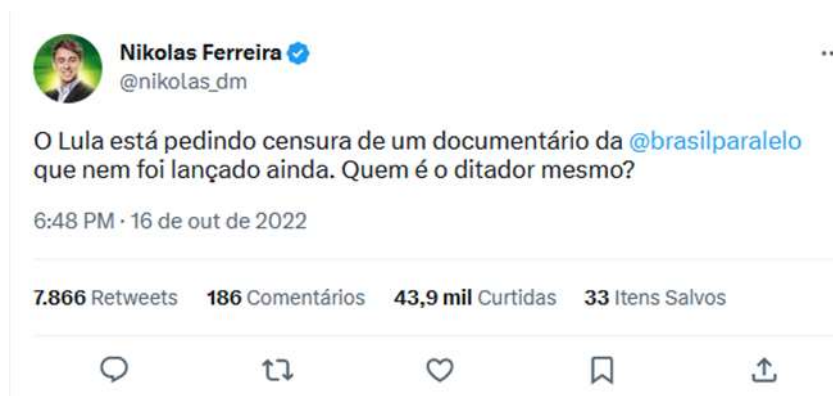 Nikolas Ferreira
@nikolas_dm
O Lula está pedindo censura de um documentário da @brasilparalelo
que nem foi lançado ainda. Quem é o ditador mesmo?
6:48 PM · 16 de out de 2022
7.866 Retweets 186 Comentários 43,9 mil Curtidas 33 Itens Salvos